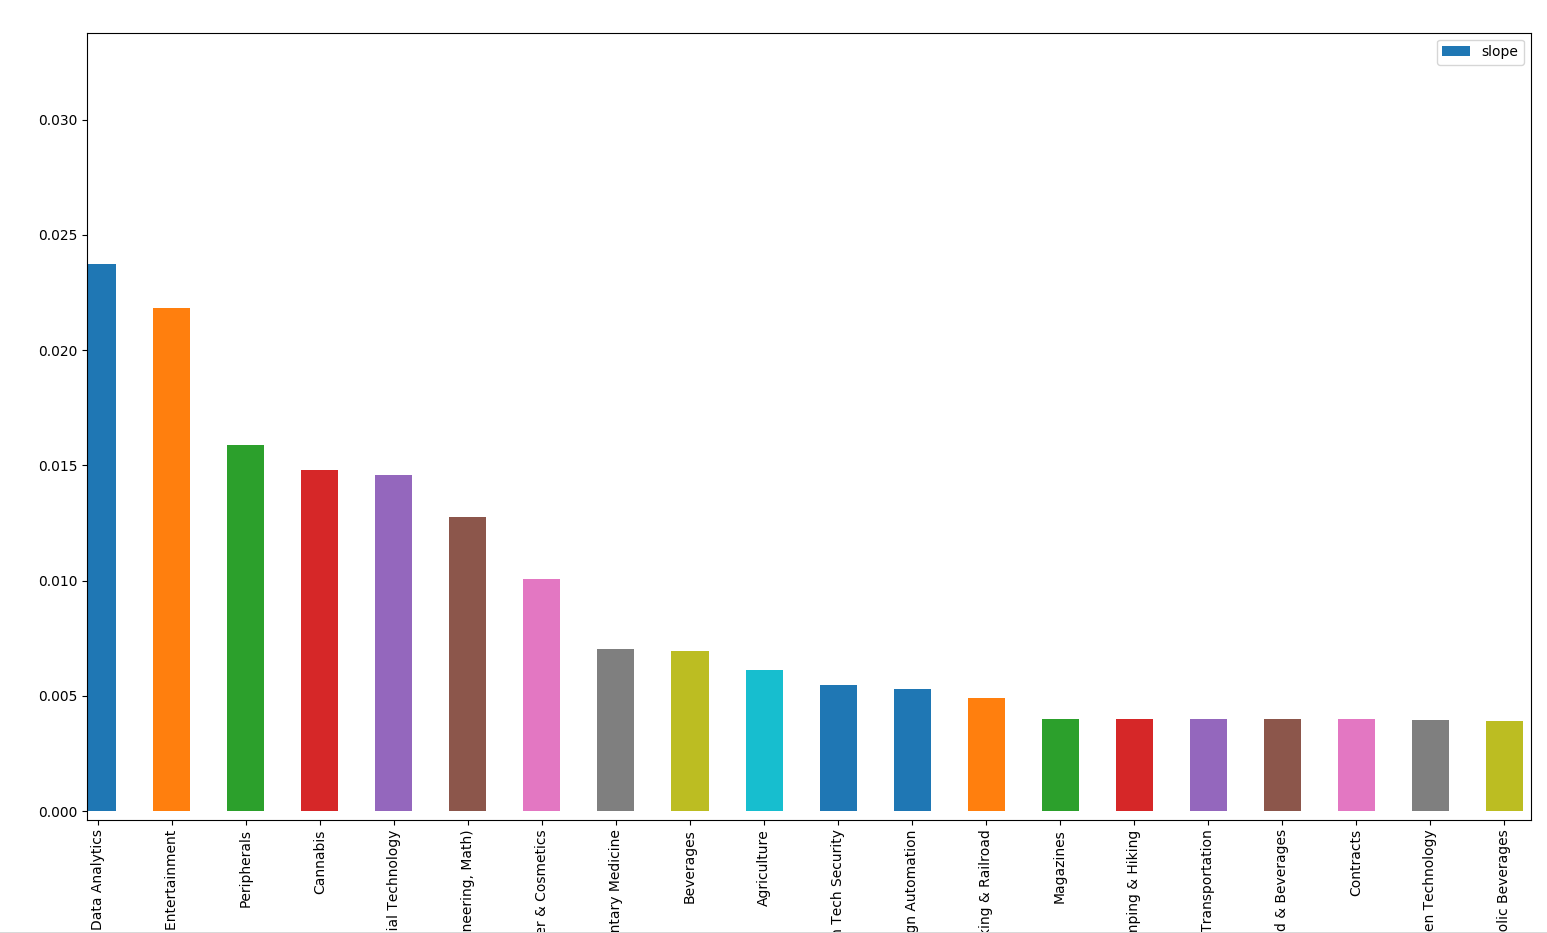 slope
0.030
0.025
0.020
0.015
0.010
0.005
0.000
Data Analytics
Entertainment
Peripherals
Cannabis
ial Technology
neering, Math)
er & Cosmetics
ntary Medicine
Beverages
Agriculture
Tech Security
gn Automation
king & Railroad
Magazines
mping & Hiking
Transportation
d & Beverages
Contracts
en Technology
olic Beverages